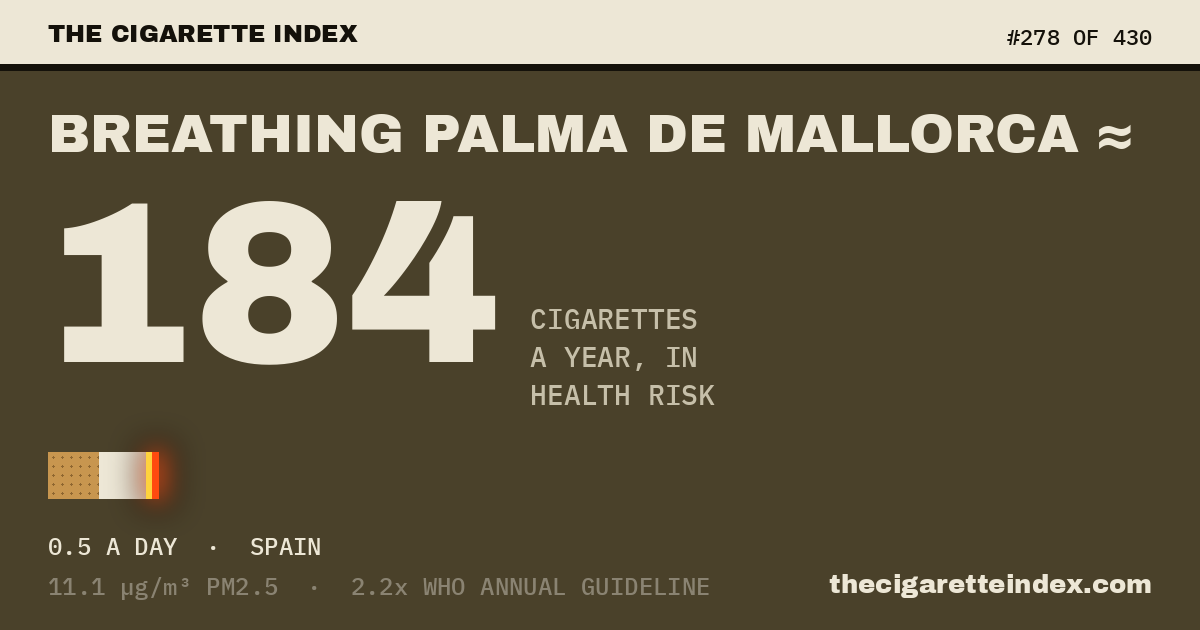 THE CIGARETTE INDEX
#278 OF 430
BREATHING PALMA DE MALLORCA ≈
184
CIGARETTES
A YEAR, IN
HEALTH RISK
0.5 A DAY · SPAIN
11.1 µg/m³ PM2.5 · 2.2x WHO ANNUAL GUIDELINE
thecigaretteindex.com